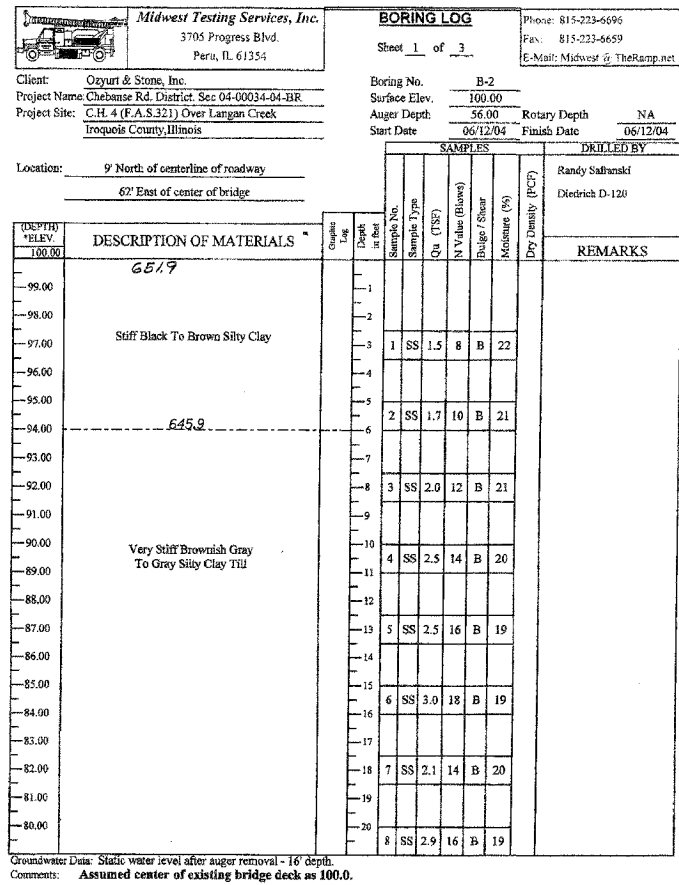 Midwest Testing Services, Inc.
3705 Progress Blvd.
Peru, IL 61354
BORING LOG
Sheet 1 of 3
Phone: 815-223-6696
Fax: 815-223-6659
E-Mail: Midwest @ TheRamp.net
Client: Ozyurt & Stone, Inc.
Project Name: Chebanse Rd. District. Sec 04-00034-04-BR
Project Site: C.H. 4 (F.A.S.321) Over Langan Creek
Iroquois County,Illinois
Boring No. B-2
Surface Elev. 100.00
Auger Depth 56.00 Rotary Depth NA
Start Date 06/12/04 Finish Date 06/12/04
Location: 9' North of centerline of roadway
62' East of center of bridge
SAMPLES
DRILLED BY
Randy Safranski
Diedrich D-120
(DEPTH)
*ELEV.
100.00
DESCRIPTION OF MATERIALS
Graphic Log
Depth in feet
Sample No.
Sample Type
Qu (TSF)
N Value (Blows)
Bulge / Shear
Moisture (%)
Dry Density (PCF)
REMARKS
651.9
99.00 1
98.00 2
Stiff Black To Brown Silty Clay
97.00 3 1 SS 1.5 8 B 22
96.00 4
95.00 5
2 SS 1.7 10 B 21
645.9
94.00 6
93.00 7
92.00 8 3 SS 2.0 12 B 21
91.00 9
90.00 10
Very Stiff Brownish Gray
To Gray Silty Clay Till
4 SS 2.5 14 B 20
89.00 11
88.00 12
87.00 13 5 SS 2.5 16 B 19
86.00 14
85.00 15
6 SS 3.0 18 B 19
84.00 16
83.00 17
82.00 18 7 SS 2.1 14 B 20
81.00 19
80.00 20
8 SS 2.9 16 B 19
Groundwater Data: Static water level after auger removal - 16' depth.
Comments: Assumed center of existing bridge deck as 100.0.